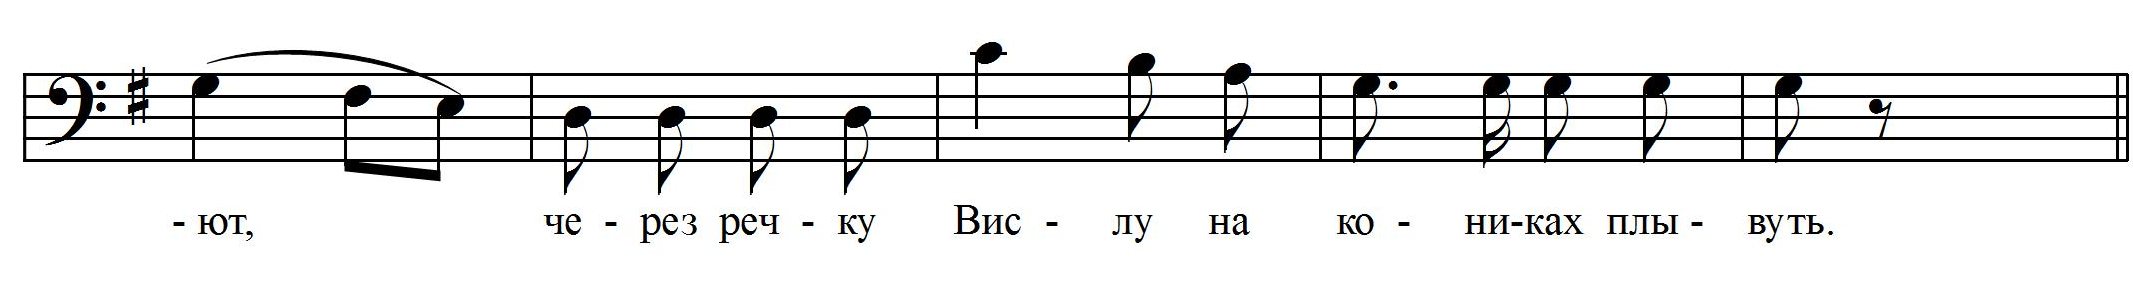 - ют, че - рез реч - ку Вис - лу на ко - ни-ках плы - вуть.